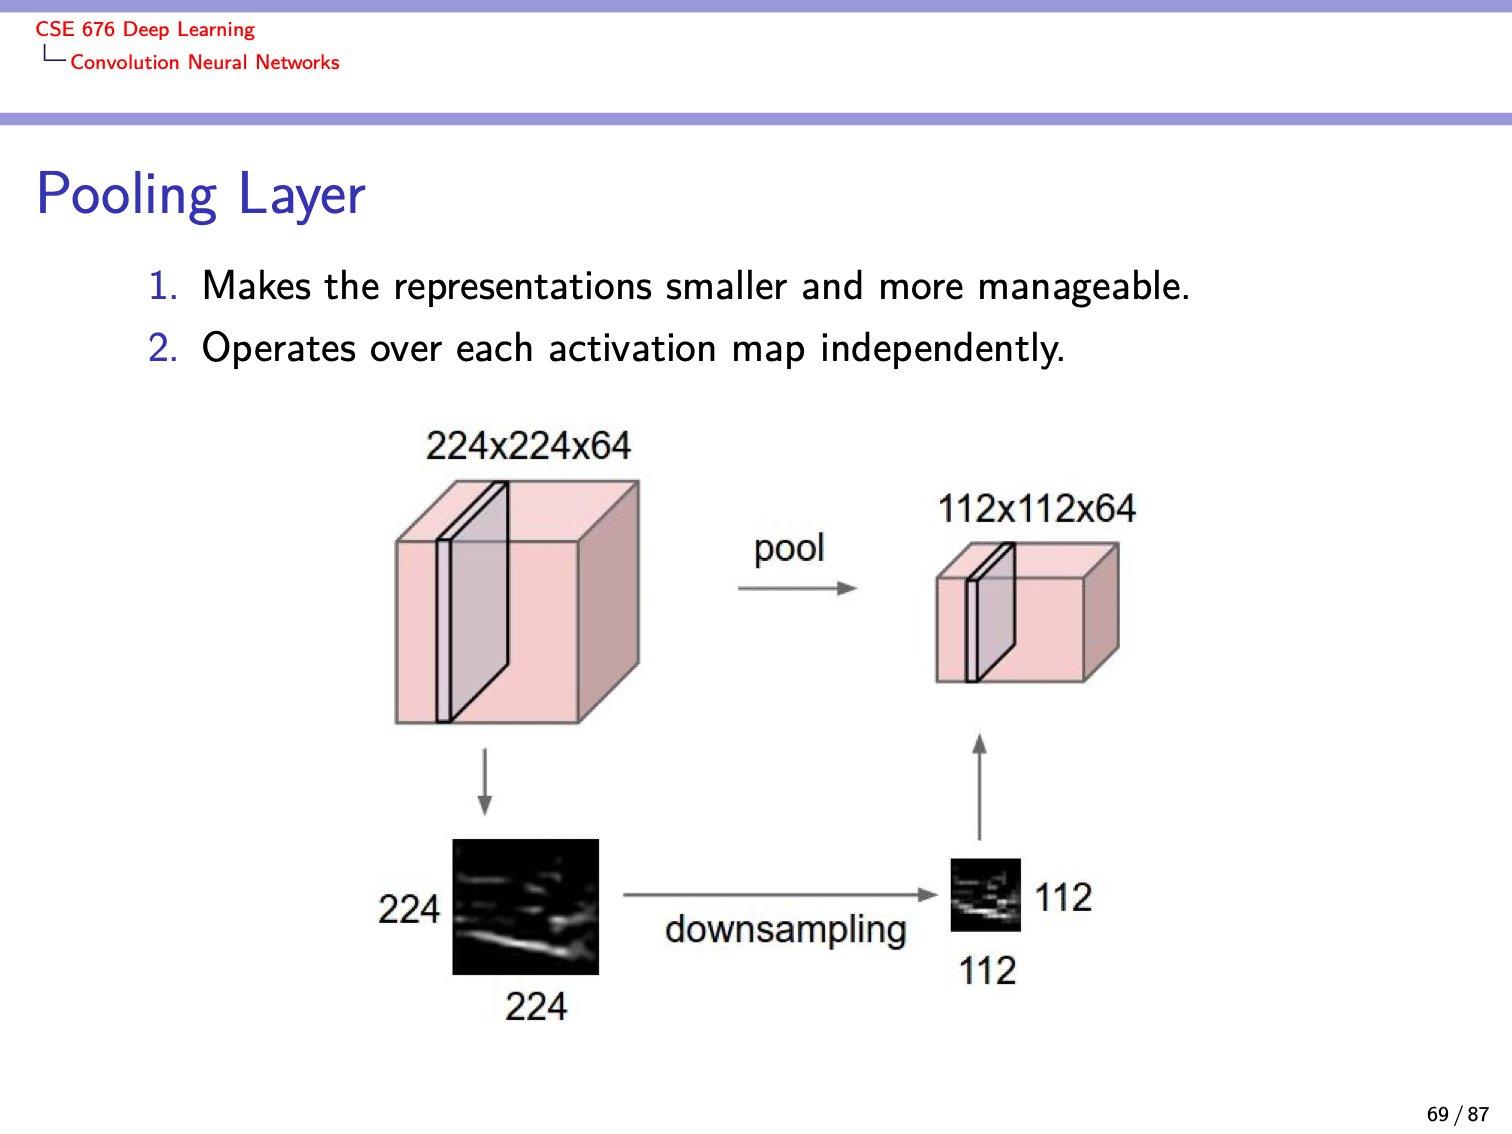 CSE 676 Deep Learning
Convolution Neural Networks
Pooling Layer
1. Makes the representations smaller and more manageable.
2. Operates over each activation map independently.
224x224x64
112x112x64
pool
224
112
downsampling
112
224
69 / 87